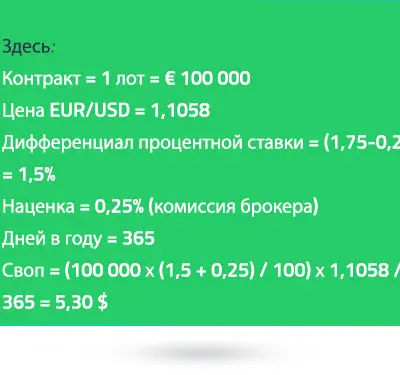 Здесь:
Контракт = 1 лот = € 100 000
Цена EUR/USD = 1,1058
Дифференциал процентной ставки = (1,75-0,2
= 1,5%
Наценка = 0,25% (комиссия брокера)
Дней в году = 365
Своп = (100 000 x (1,5 + 0,25) / 100) x 1,1058 /
365 = 5,30 $